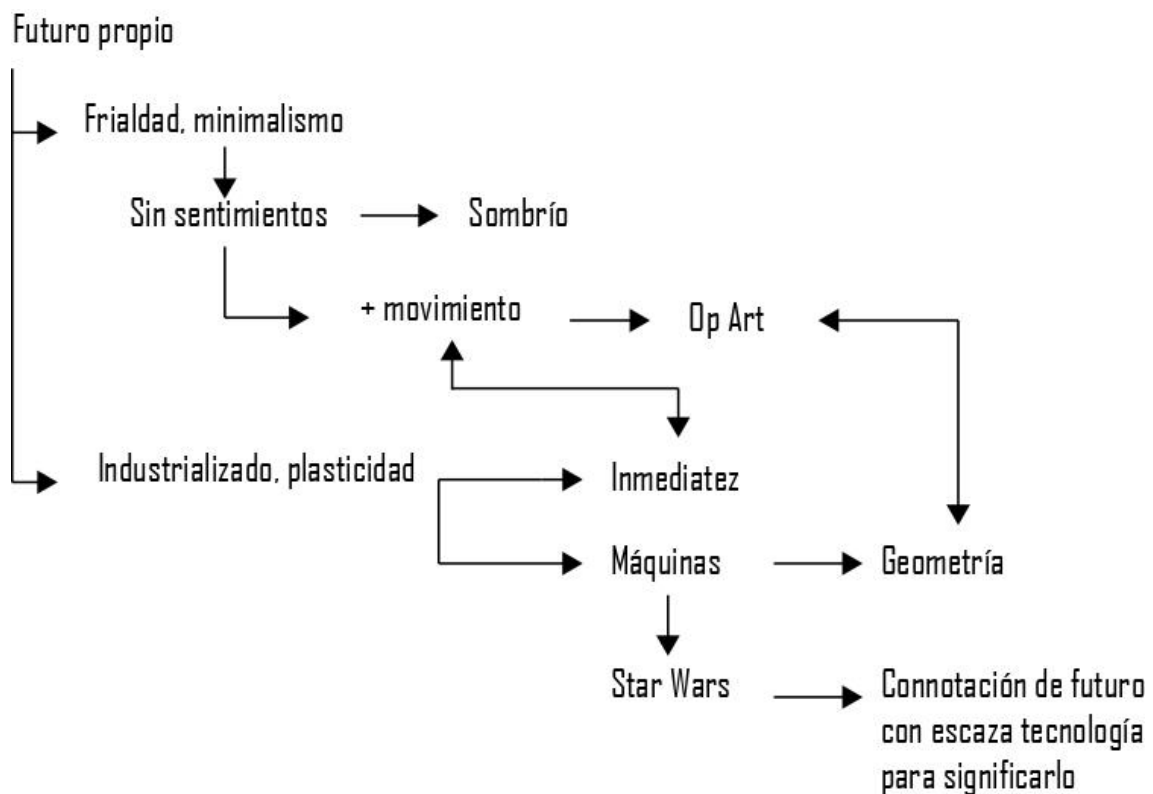 Futuro propio
Frialdad, minimalismo
Sin sentimientos
Sombrío
+ movimiento
Op Art
Industrializado, plasticidad
Inmediatez
Máquinas
Geometría
Star Wars
Connotación de futuro
con escaza tecnología
para significarlo